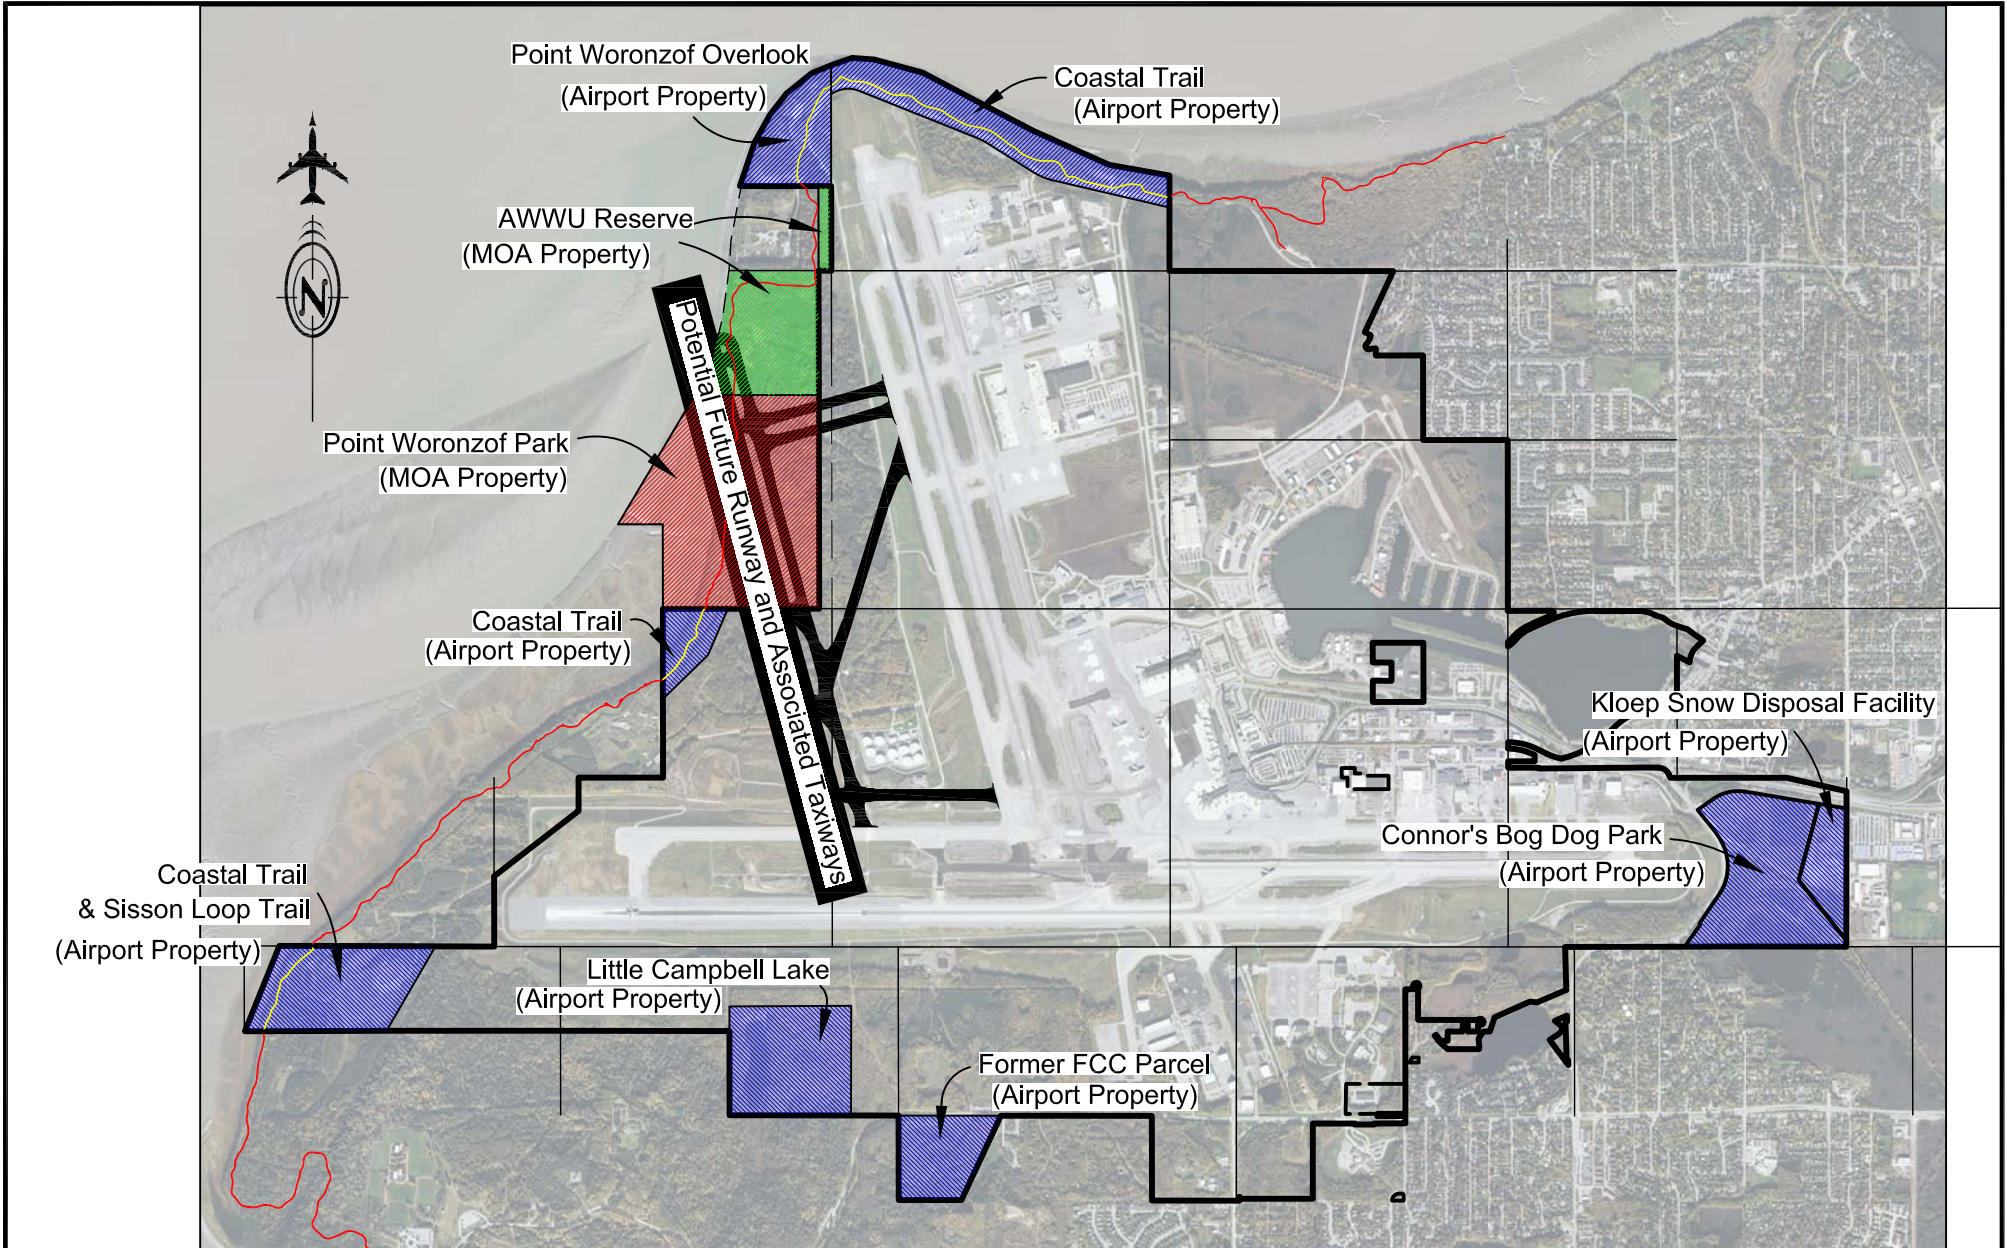 Point Woronzof Overlook
(Airport Property)
Coastal Trail
(Airport Property)
AWWU Reserve
(MOA Property)
N
Potential Future Runway and Associated Taxiways
Point Woronzof Park
(MOA Property)
Coastal Trail
(Airport Property)
Kloep Snow Disposal Facility
(Airport Property)
Connor's Bog Dog Park
(Airport Property)
Coastal Trail
& Sisson Loop Trail
(Airport Property)
Little Campbell Lake
(Airport Property)
Former FCC Parcel
(Airport Property)